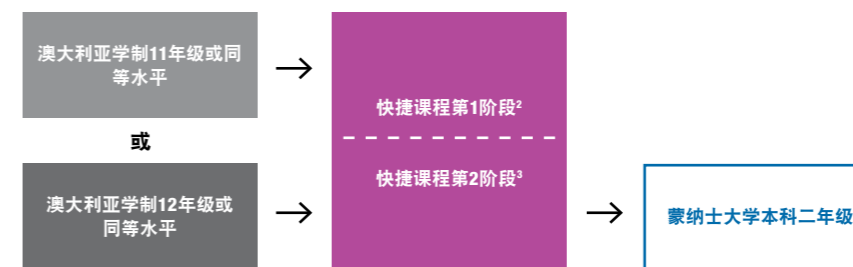 澳大利亚学制11年级或同
等水平
或
澳大利亚学制12年级或
同等水平
快捷课程第1阶段²
快捷课程第2阶段³
蒙纳士大学本科二年级